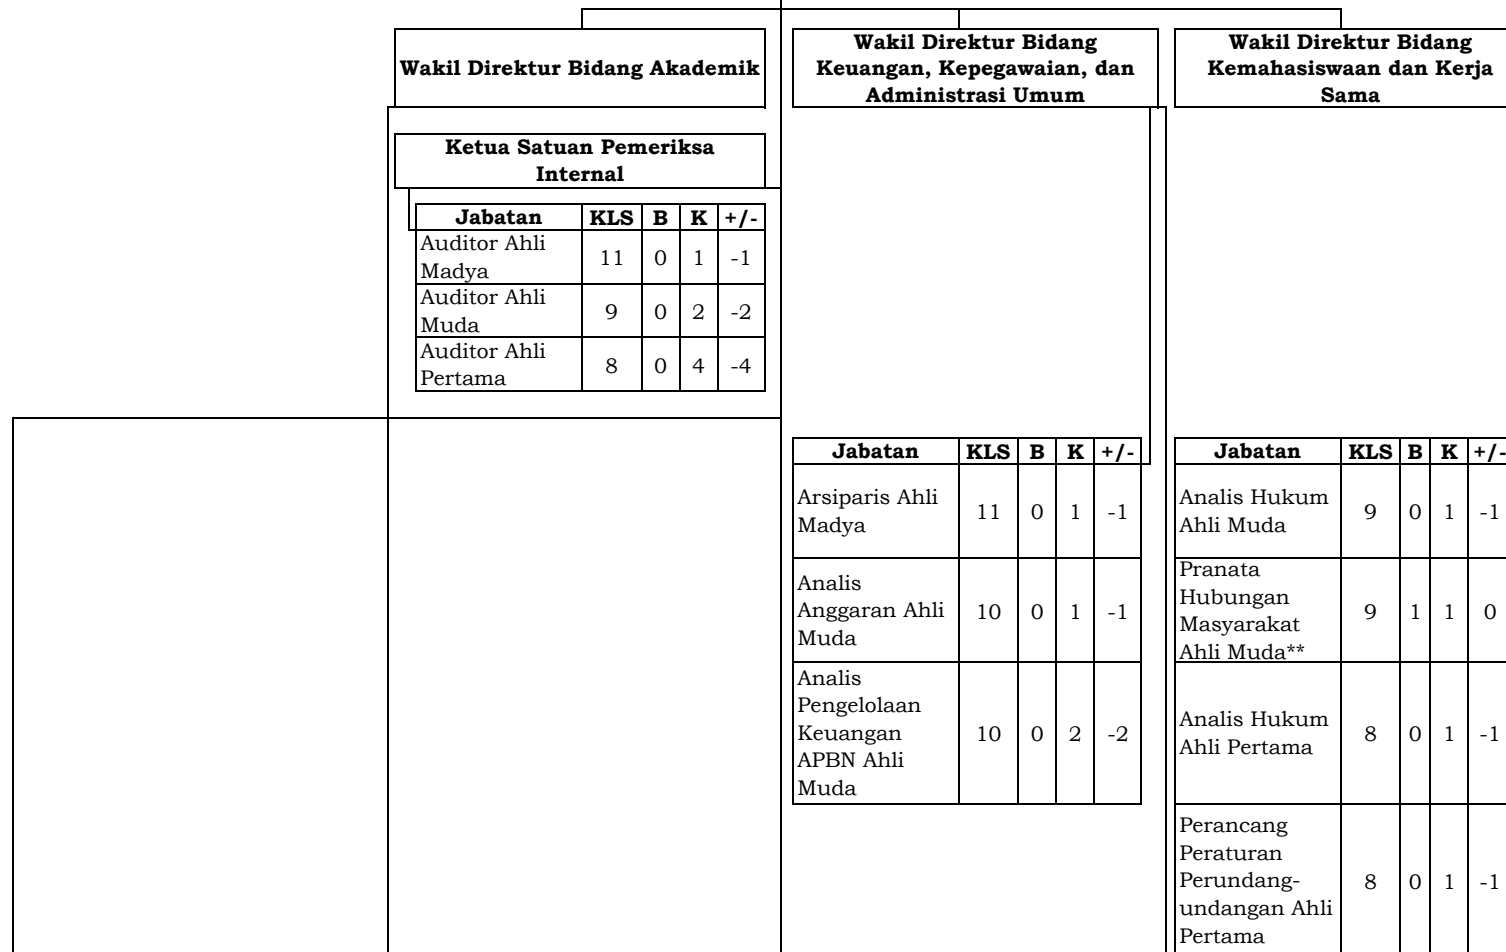 Wakil Direktur Bidang Akademik
Wakil Direktur Bidang
Keuangan, Kepegawaian, dan
Administrasi Umum
Wakil Direktur Bidang
Kemahasiswaan dan Kerja
Sama
Ketua Satuan Pemeriksa
Internal
Jabatan KLS B K +/-
Auditor Ahli
Madya 11 0 1 -1
Auditor Ahli
Muda 9 0 2 -2
Auditor Ahli
Pertama 8 0 4 -4
Jabatan KLS B K +/-
Arsiparis Ahli
Madya 11 0 1 -1
Analis
Anggaran Ahli 10 0 1 -1
Muda
Analis
Pengelolaan
Keuangan 10 0 2 -2
APBN Ahli
Muda
Jabatan KLS B K +/-
Analis Hukum
Ahli Muda 9 0 1 -1
Pranata
Hubungan 9 1 1 0
Masyarakat
Ahli Muda**
Analis Hukum
Ahli Pertama 8 0 1 -1
Perancang
Peraturan
Perundang- 8 0 1 -1
undangan Ahli
Pertama